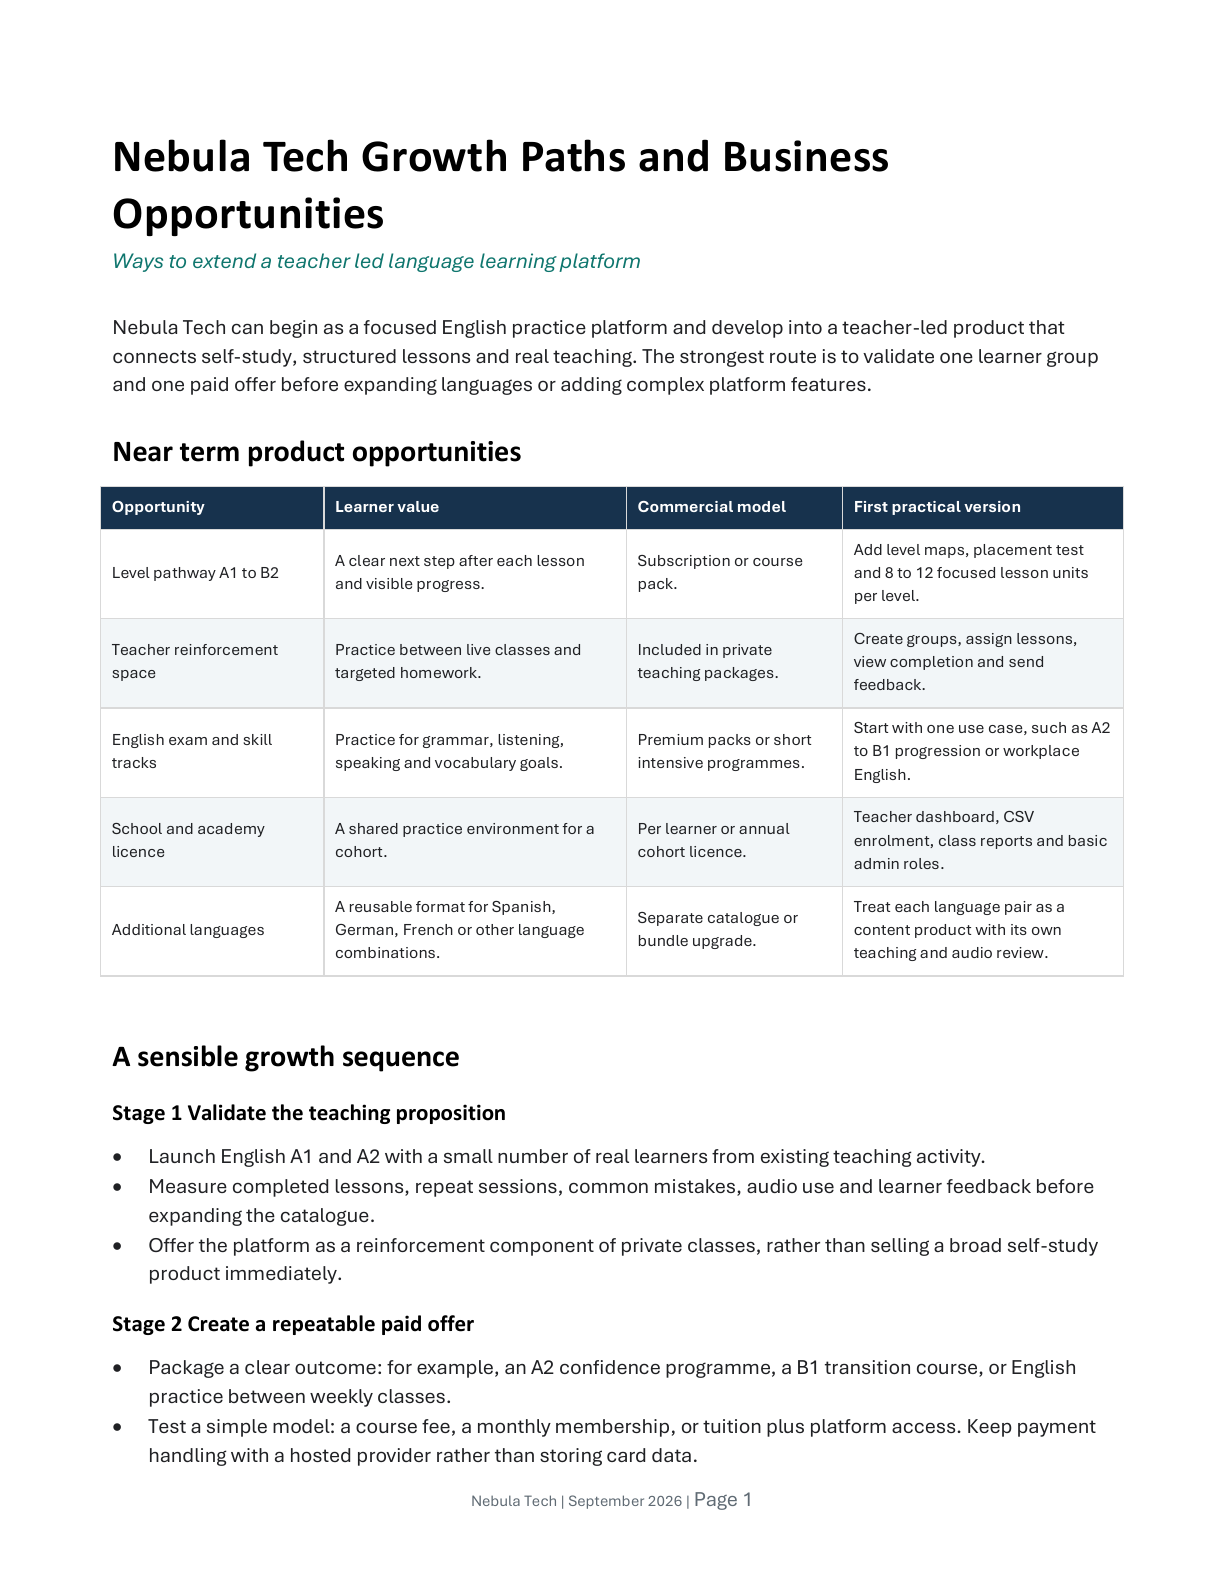 Nebula Tech Growth Paths and Business
Opportunities
Ways to extend a teacher led language learning platform
Nebula Tech can begin as a focused English practice platform and develop into a teacher-led product that
connects self-study, structured lessons and real teaching. The strongest route is to validate one learner group
and one paid offer before expanding languages or adding complex platform features.
Near term product opportunities
Opportunity
Learner value
Commercial model
First practical version
Level pathway A1 to B2
A clear next step after each lesson
and visible progress.
Subscription or course
pack.
Add level maps, placement test
and 8 to 12 focused lesson units
per level.
Teacher reinforcement
space
Practice between live classes and
targeted homework.
Included in private
teaching packages.
Create groups, assign lessons,
view completion and send
feedback.
English exam and skill
tracks
Practice for grammar, listening,
speaking and vocabulary goals.
Premium packs or short
intensive programmes.
Start with one use case, such as A2
to B1 progression or workplace
English.
School and academy
licence
A shared practice environment for a
cohort.
Per learner or annual
cohort licence.
Teacher dashboard, CSV
enrolment, class reports and basic
admin roles.
Additional languages
A reusable format for Spanish,
German, French or other language
combinations.
Separate catalogue or
bundle upgrade.
Treat each language pair as a
content product with its own
teaching and audio review.
A sensible growth sequence
Stage 1 Validate the teaching proposition
• Launch English A1 and A2 with a small number of real learners from existing teaching activity.
• Measure completed lessons, repeat sessions, common mistakes, audio use and learner feedback before
expanding the catalogue.
• Offer the platform as a reinforcement component of private classes, rather than selling a broad self-study
product immediately.
Stage 2 Create a repeatable paid offer
• Package a clear outcome: for example, an A2 confidence programme, a B1 transition course, or English
practice between weekly classes.
• Test a simple model: a course fee, a monthly membership, or tuition plus platform access. Keep payment
handling with a hosted provider rather than storing card data.
Nebula Tech | September 2026 | Page 1